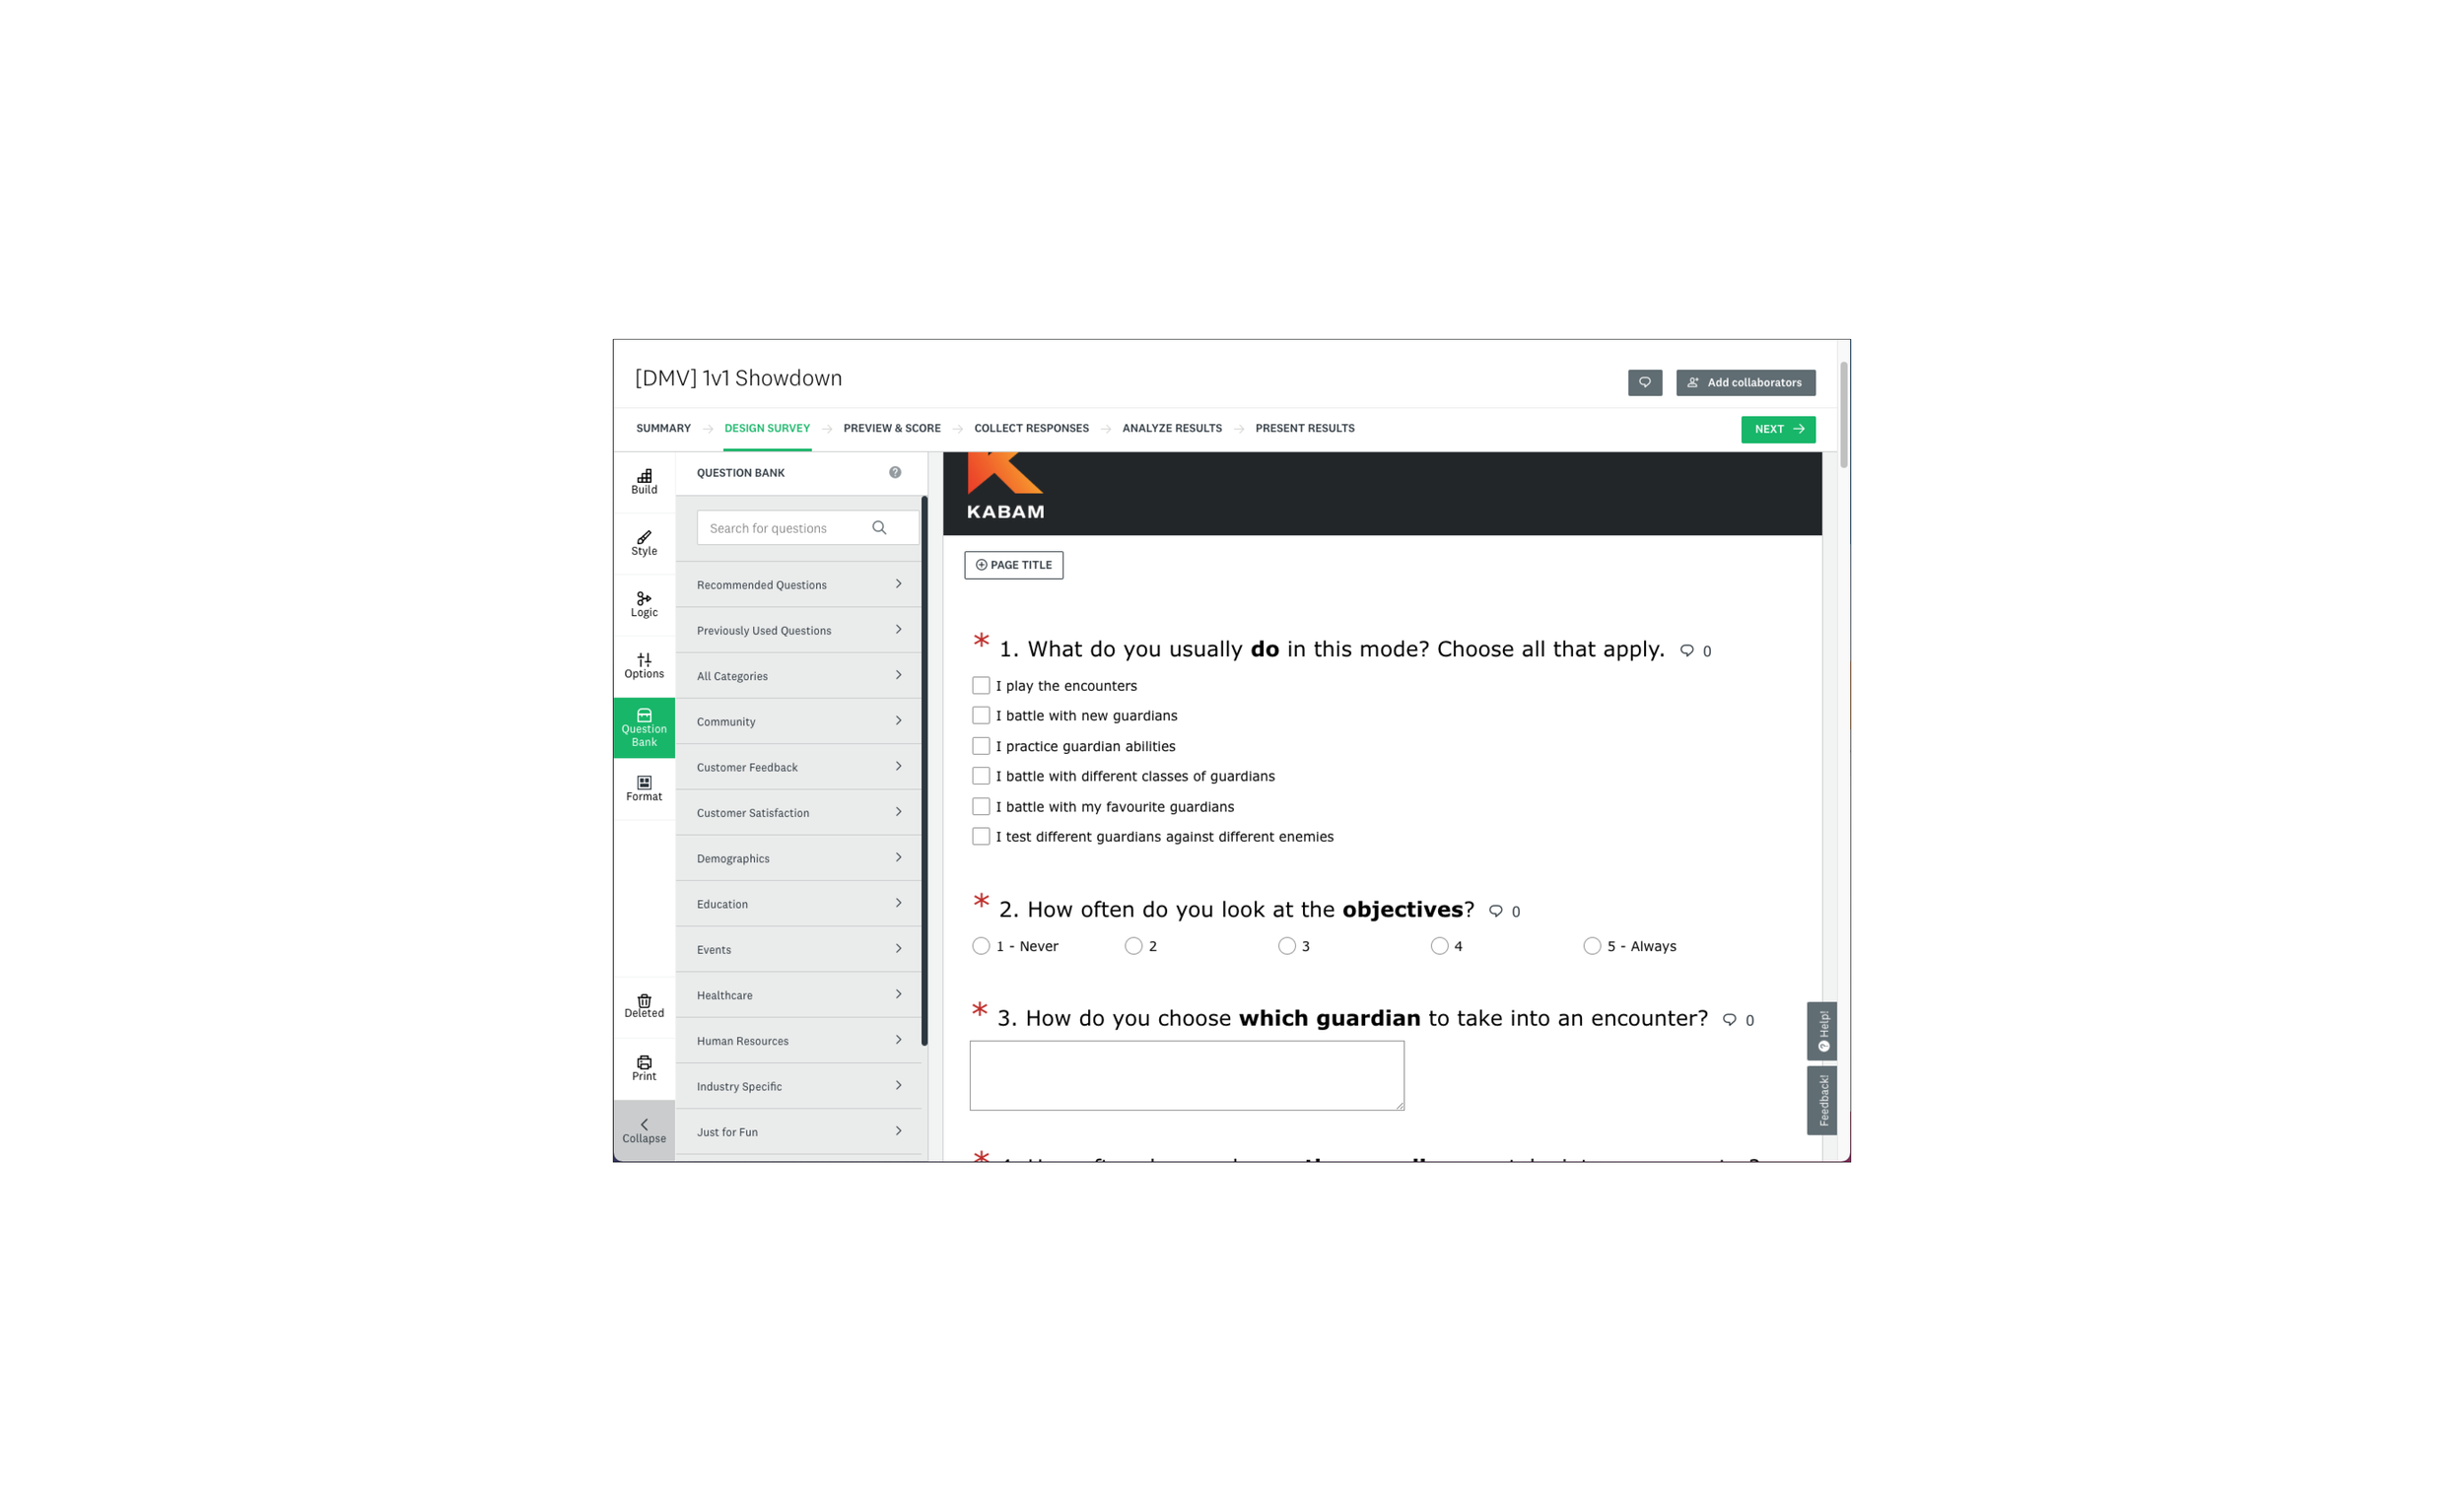 [DMV] 1v1 Showdown
Add collaborators
SUMMARY → DESIGN SURVEY → PREVIEW & SCORE → COLLECT RESPONSES → ANALYZE RESULTS → PRESENT RESULTS
NEXT →
Build
Style
Logic
Options
Question
Bank
Format
Deleted
Print
Collapse
QUESTION BANK
Search for questions
Recommended Questions
Previously Used Questions
All Categories
Community
Customer Feedback
Customer Satisfaction
Demographics
Education
Events
Healthcare
Human Resources
Industry Specific
Just for Fun
KABAM
PAGE TITLE
* 1. What do you usually do in this mode? Choose all that apply. 0
I play the encounters
I battle with new guardians
I practice guardian abilities
I battle with different classes of guardians
I battle with my favourite guardians
I test different guardians against different enemies
* 2. How often do you look at the objectives? 0
1 - Never 2 3 4 5 - Always
* 3. How do you choose which guardian to take into an encounter? 0
Help!
Feedback!